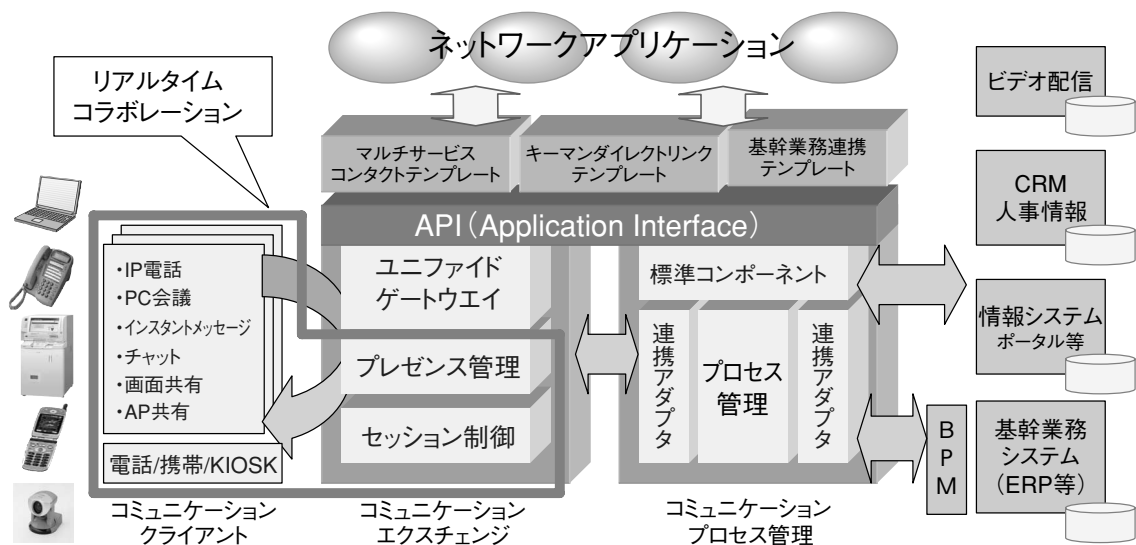 ネットワークアプリケーション
リアルタイム
コラボレーション
マルチサービス
コンタクトテンプレート
キーマンダイレクトリンク
テンプレート
基幹業務連携
テンプレート
API（Application Interface）
・IP電話
・PC会議
・インスタントメッセージ
・チャット
・画面共有
・AP共有
電話/携帯/KIOSK
コミュニケーション
クライアント
ユニファイド
ゲートウエイ
プレゼンス管理
セッション制御
コミュニケーション
エクスチェンジ
標準コンポーネント
連携アダプタ
プロセス
管理
連携アダプタ
コミュニケーション
プロセス管理
BPM
ビデオ配信
CRM
人事情報
情報システム
ポータル等
基幹業務
システム
（ERP等）